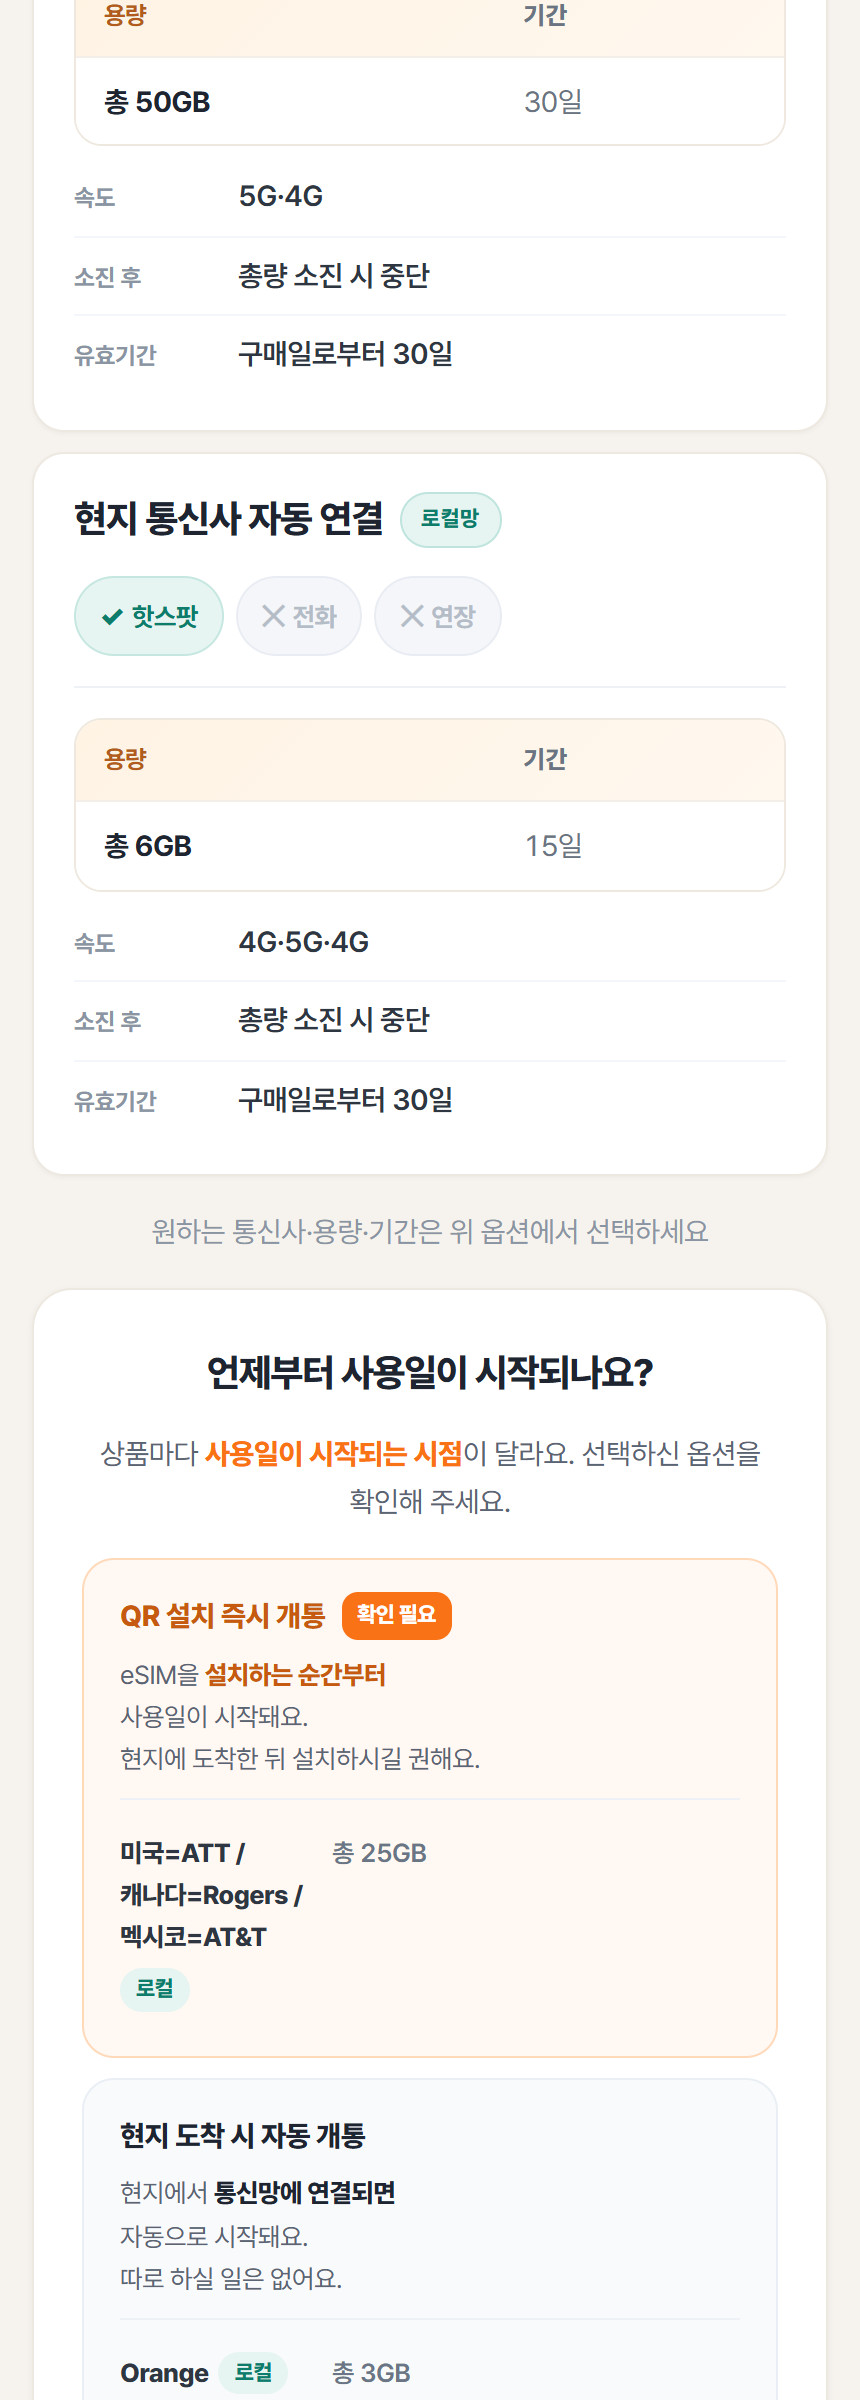 용량 기간
총 50GB 30일
속도 5G·4G
소진 후 총량 소진 시 중단
유효기간 구매일로부터 30일
현지 통신사 자동 연결 로컬망
✓ 핫스팟 ✕ 전화 ✕ 연장
용량 기간
총 6GB 15일
속도 4G·5G·4G
소진 후 총량 소진 시 중단
유효기간 구매일로부터 30일
원하는 통신사·용량·기간은 위 옵션에서 선택하세요
언제부터 사용일이 시작되나요?
상품마다 사용일이 시작되는 시점이 달라요. 선택하신 옵션을
확인해 주세요.
QR 설치 즉시 개통 확인 필요
eSIM을 설치하는 순간부터
사용일이 시작돼요.
현지에 도착한 뒤 설치하시길 권해요.
미국=ATT / 총 25GB
캐나다=Rogers /
멕시코=AT&T
로컬
현지 도착 시 자동 개통
현지에서 통신망에 연결되면
자동으로 시작돼요.
따로 하실 일은 없어요.
Orange 로컬 총 3GB